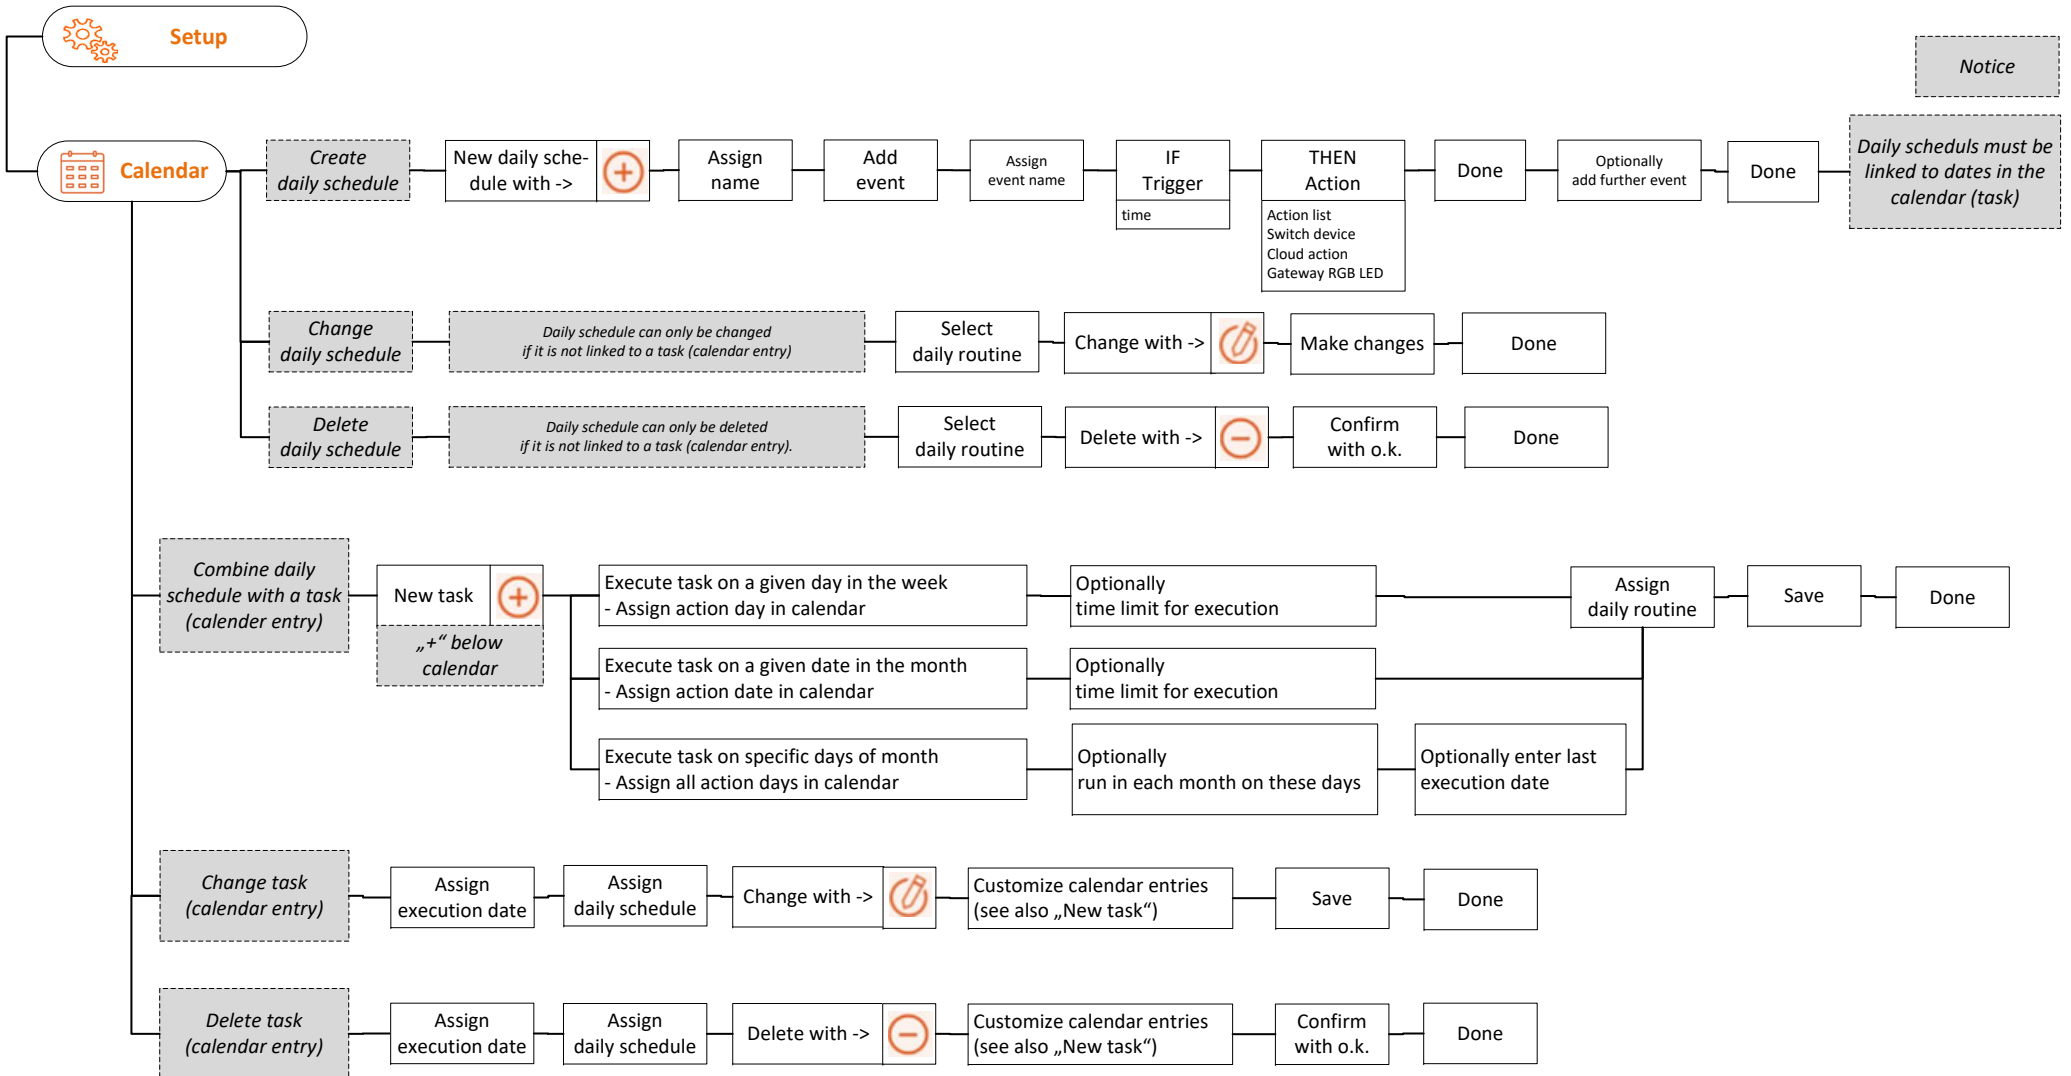 Setup
Notice
Calendar
Create
daily schedule
New daily sche-
dule with ->
Assign
name
Add
event
Assign
event name
IF
Trigger
time
THEN
Action
Action list
Switch device
Cloud action
Gateway RGB LED
Done
Optionally
add further event
Done
Daily scheduls must be
linked to dates in the
calendar (task)
Change
daily schedule
Daily schedule can only be changed
if it is not linked to a task (calendar entry)
Select
daily routine
Change with ->
Make changes
Done
Delete
daily schedule
Daily schedule can only be deleted
if it is not linked to a task (calendar entry).
Select
daily routine
Delete with ->
Confirm
with o.k.
Done
Combine daily
schedule with a task
(calender entry)
New task
„+“ below
calendar
Execute task on a given day in the week
- Assign action day in calendar
Optionally
time limit for execution
Assign
daily routine
Save
Done
Execute task on a given date in the month
- Assign action date in calendar
Optionally
time limit for execution
Execute task on specific days of month
- Assign all action days in calendar
Optionally
run in each month on these days
Optionally enter last
execution date
Change task
(calendar entry)
Assign
execution date
Assign
daily schedule
Change with ->
Customize calendar entries
(see also „New task“)
Save
Done
Delete task
(calendar entry)
Assign
execution date
Assign
daily schedule
Delete with ->
Customize calendar entries
(see also „New task“)
Confirm
with o.k.
Done